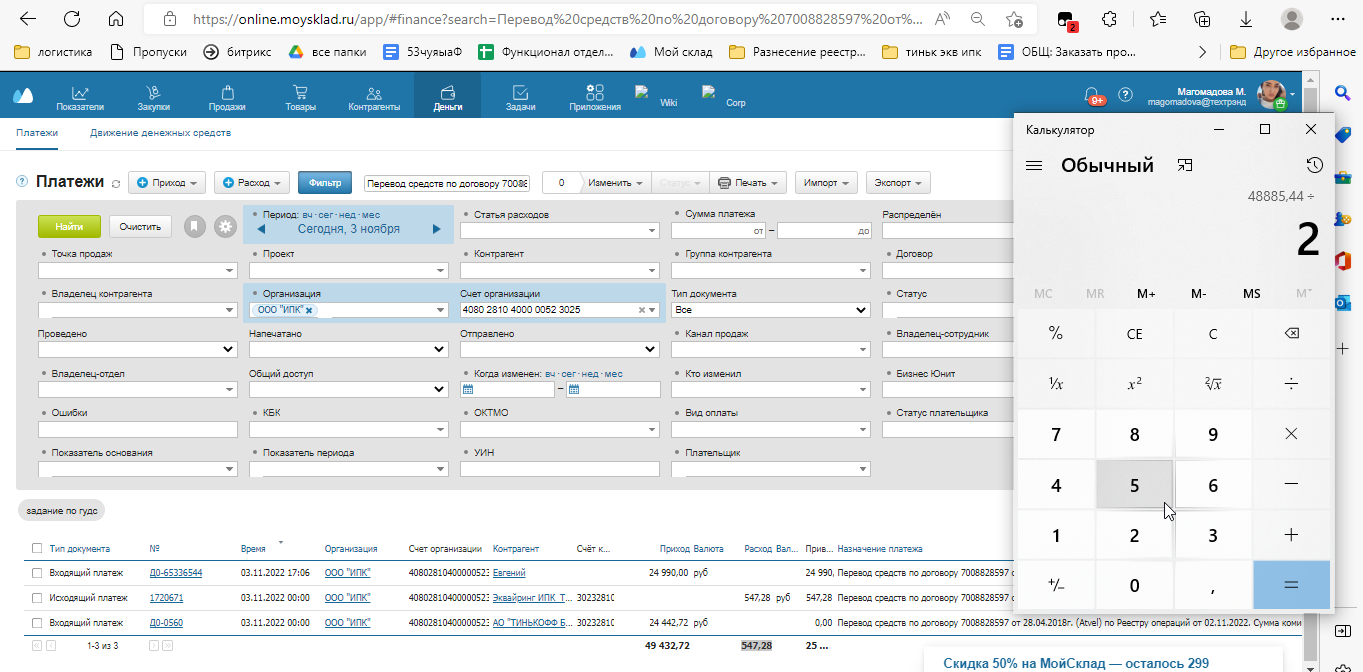 https://online.moysklad.ru/app/#finance?search=Перевод%20средств%20по%20договору%207008828597%20от%...
2
логистика Пропуски битрикс все папки 53чуяыаФ Функционал отдел... Мой склад Разнесение реестр... тиньк экв ипк ОБЩ: Заказать про... Другое избранное
Показатели Закупки Продажи Товары Контрагенты Деньги Задачи Приложения Wiki Corp 9+ Магомадова М.
magomadova@техтрэнд
Платежи Движение денежных средств
Платежи Приход Расход Фильтр Перевод средств по договору 70088 0 Изменить Статус Печать Импорт Экспорт
Найти Очистить Период: вч·сег·нед·мес Статья расходов Сумма платежа Распределён
Сегодня, 3 ноября от – до
Точка продаж Проект Контрагент Группа контрагента Договор
Владелец контрагента Организация Счет организации Тип документа Статус
ООО "ИПК" 4080 2810 4000 0052 3025 Все
Проведено Напечатано Отправлено Канал продаж Владелец-сотрудник
Владелец-отдел Общий доступ Когда изменен: вч·сег·нед·мес Кто изменил Бизнес Юнит
–
Ошибки КБК ОКТМО Вид оплаты Статус плательщика
Показатель основания Показатель периода УИН Плательщик
задание по гудс
Тип документа № Время Организация Счет организации Контрагент Счёт к... Приход Валюта Расход Вал... Прив... Назначение платежа
Входящий платеж Д0-65336544 03.11.2022 17:06 ООО "ИПК" 40802810400000523 Евгений 24 990,00 руб 24 990, Перевод средств по договору 7008828597 о
Исходящий платеж 1720671 03.11.2022 00:00 ООО "ИПК" 40802810400000523 Эквайринг ИПК_Т... 3023281( 547,28 руб 547,28 Перевод средств по договору 7008828597 о
Входящий платеж Д0-0560 03.11.2022 00:00 ООО "ИПК" 40802810400000523 АО "ТИНЬКОФФ Б... 3023281( 24 442,72 руб 0,00 Перевод средств по договору 7008828597 от 28.04.2018г. (Atvel) по Реестру операций от 02.11.2022. Сумма коми
1-3 из 3 49 432,72 547,28 25 ...
Скидка 50% на МойСклад — осталось 299
Калькулятор
Обычный
48885,44 ÷
2
MC MR M+ M- MS M˅
% CE C
¹/x x² ²√x ÷
7 8 9 ×
4 5 6 −
1 2 3 +
+/− 0 , =